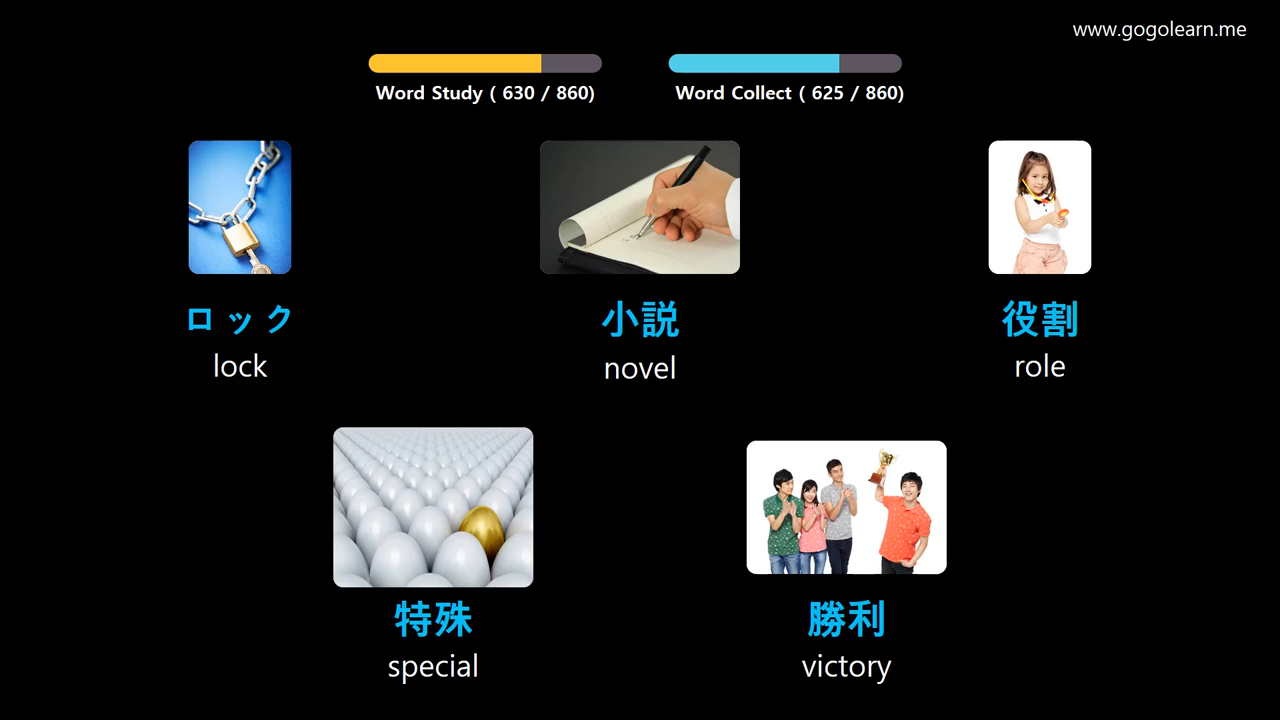 www.gogolearn.me
Word Study ( 630 / 860)
Word Collect ( 625 / 860)
ロック
lock
小説
novel
役割
role
特殊
special
勝利
victory